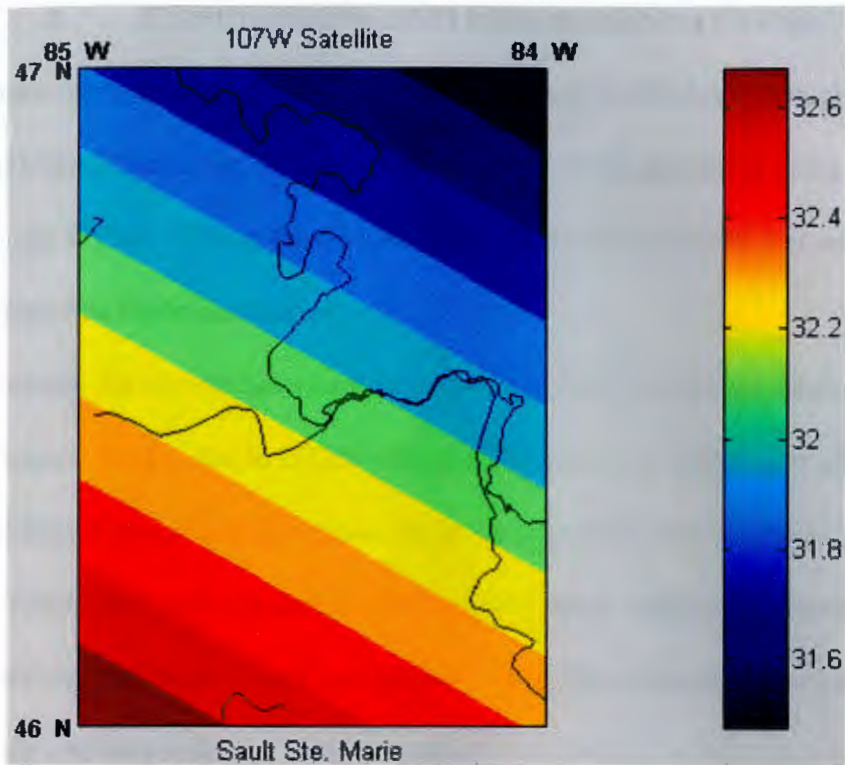 107W Satellite
85 W 84 W
47 N
32.6
32.4
32.2
32
31.8
31.6
46 N
Sault Ste. Marie